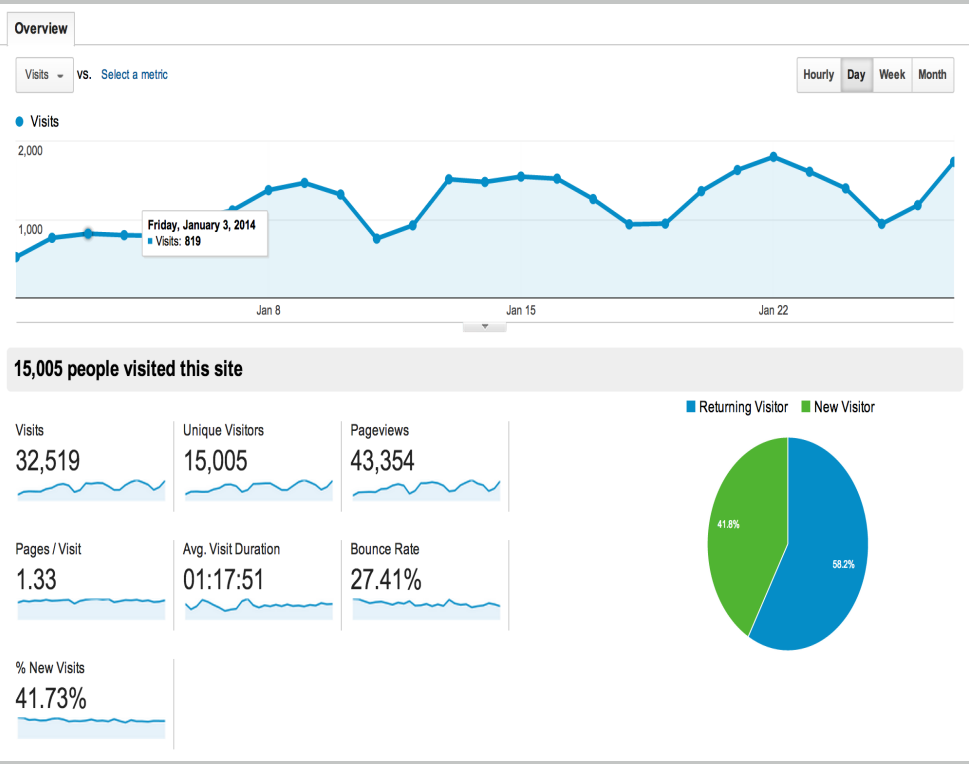 Overview
Visits vs. Select a metric Hourly Day Week Month
Visits
2,000
1,000
Friday, January 3, 2014
Visits: 819
Jan 8 Jan 15 Jan 22
15,005 people visited this site
Returning Visitor New Visitor
Visits Unique Visitors Pageviews
32,519 15,005 43,354
41.8%
58.2%
Pages / Visit Avg. Visit Duration Bounce Rate
1.33 01:17:51 27.41%
% New Visits
41.73%